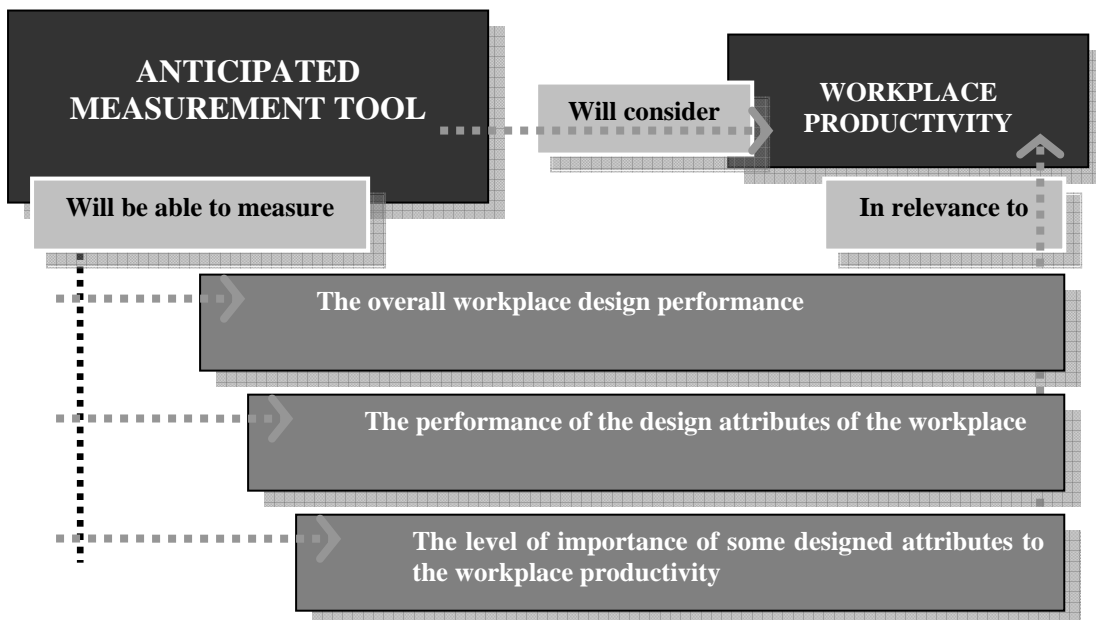 ANTICIPATED
MEASUREMENT TOOL
Will consider
WORKPLACE
PRODUCTIVITY
Will be able to measure
In relevance to
The overall workplace design performance
The performance of the design attributes of the workplace
The level of importance of some designed attributes to
the workplace productivity